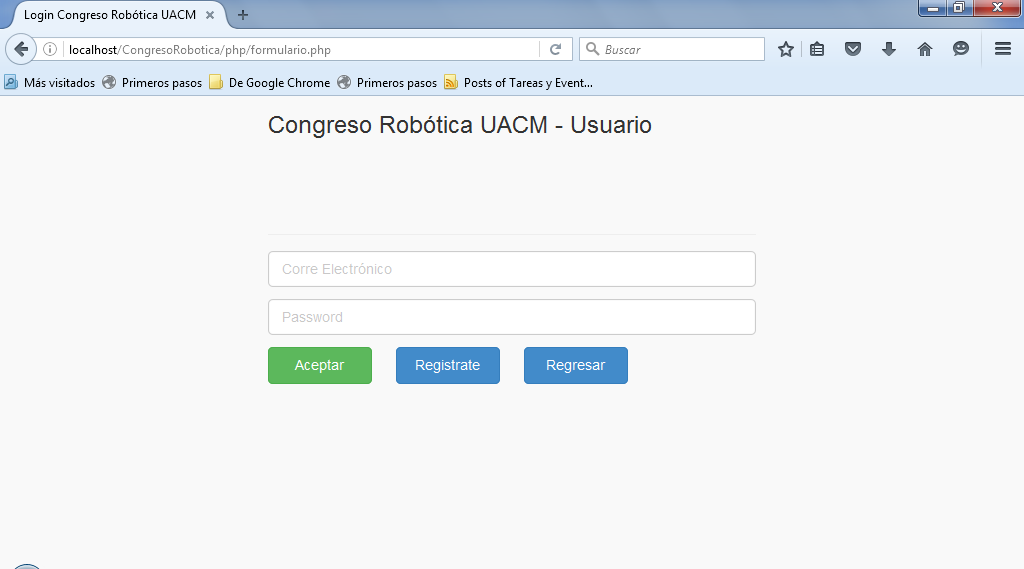 Login Congreso Robótica UACM
localhost/CongresoRobotica/php/formulario.php
Buscar
Más visitados Primeros pasos De Google Chrome Primeros pasos Posts of Tareas y Event...
Congreso Robótica UACM - Usuario
Corre Electrónico
Password
Aceptar Registrate Regresar